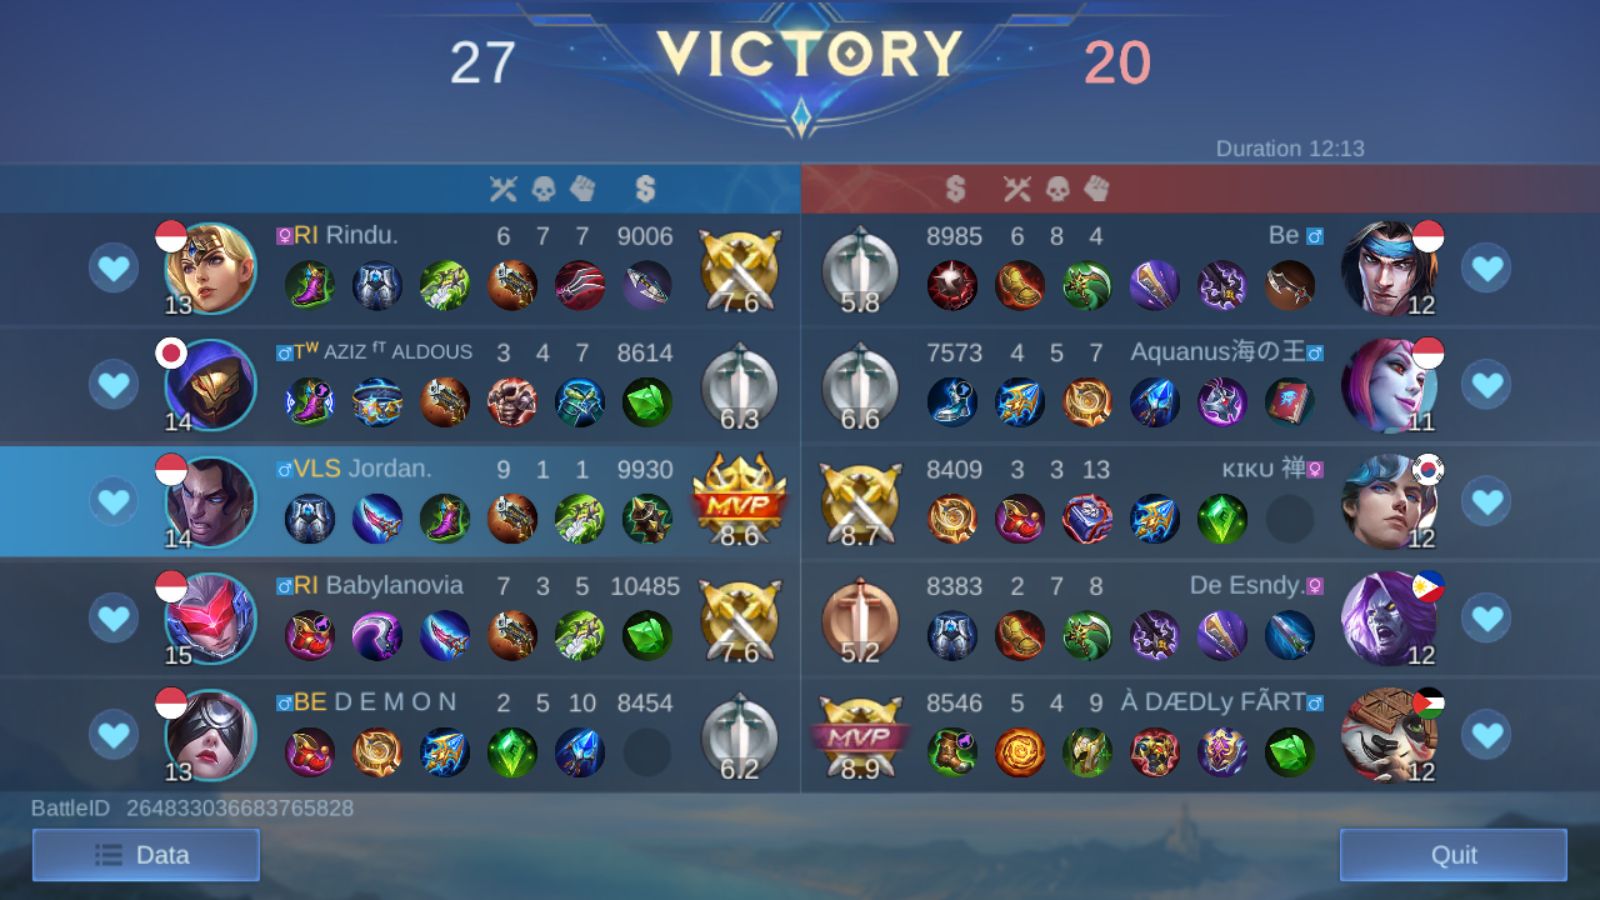 27 VICTORY 20
Duration 12:13
13 RI Rindu. 6 7 7 9006 7.6
5.8 8985 6 8 4 Be 12
14 Tᵂ AZIZ ᶠᵀ ALDOUS 3 4 7 8614 6.3
6.6 7573 4 5 7 Aquanus海の王 11
14 VLS Jordan. 9 1 1 9930 MVP 8.6
8.7 8409 3 3 13 ᴋɪᴋᴜ 禅 12
15 RI Babylanovia 7 3 5 10485 7.6
5.2 8383 2 7 8 De Esndy. 12
13 BE D E M O N 2 5 10 8454 6.2
MVP 8.9 8546 5 4 9 À DÆDLy FÃRT 12
BattleID 264833036683765828
Data
Quit